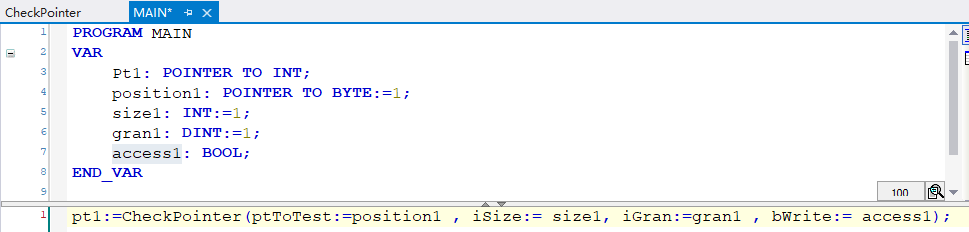 CheckPointer MAIN*
1 PROGRAM MAIN
2 VAR
3 Pt1: POINTER TO INT;
4 position1: POINTER TO BYTE:=1;
5 size1: INT:=1;
6 gran1: DINT:=1;
7 access1: BOOL;
8 END_VAR
9
100
1 pt1:=CheckPointer(ptToTest:=position1 , iSize:= size1, iGran:=gran1 , bWrite:= access1);